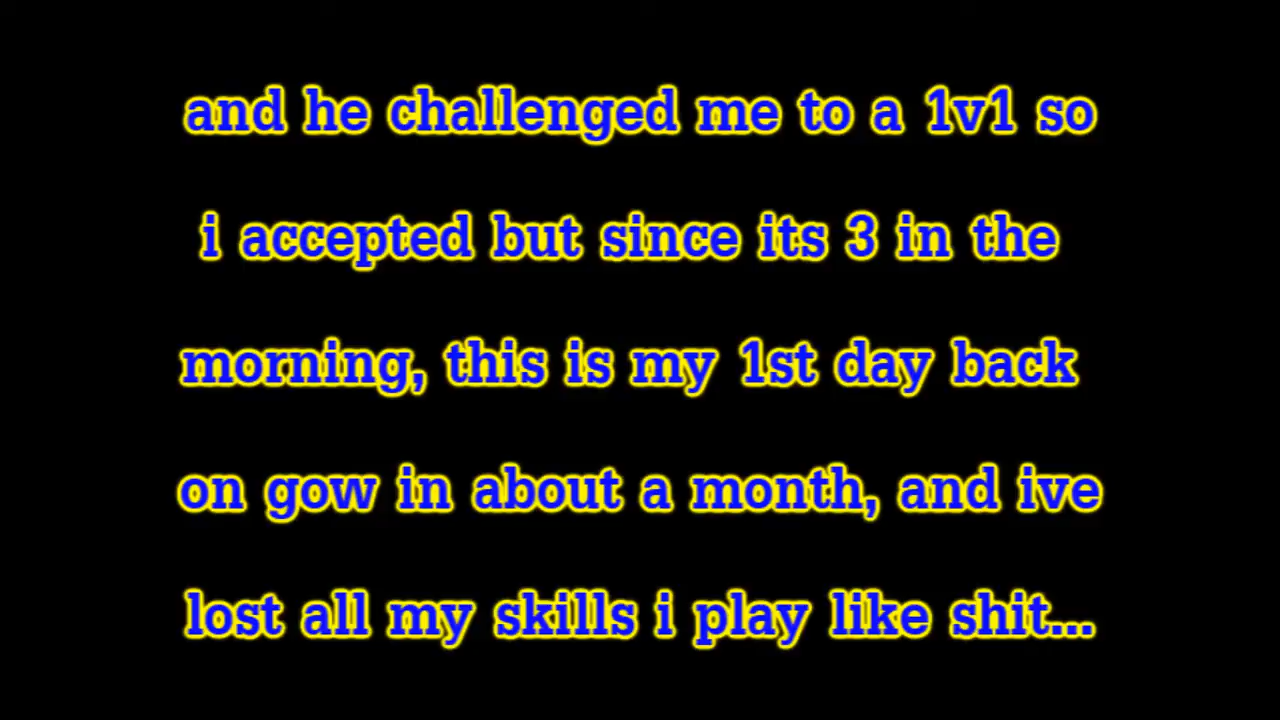 and he challenged me to a 1v1 so
i accepted but since its 3 in the
morning, this is my 1st day back
on gow in about a month, and ive
lost all my skills i play like shit...